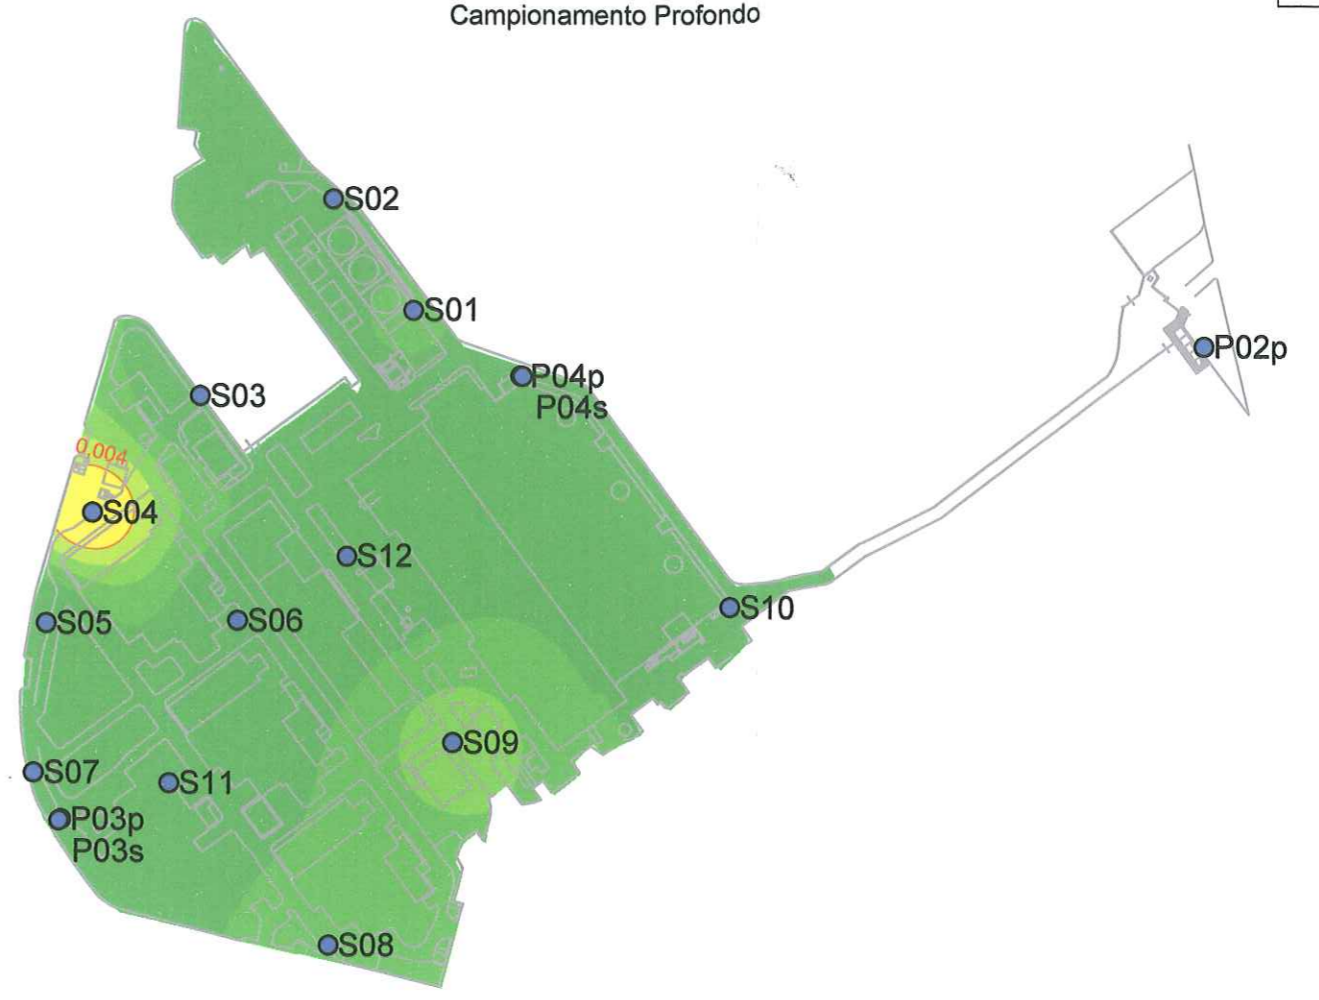 Campionamento Profondo
S02
S01
P04p
P04s
P02p
S03
0.004
S04
S12
S10
S05
S06
S09
S07
S11
P03p
P03s
S08